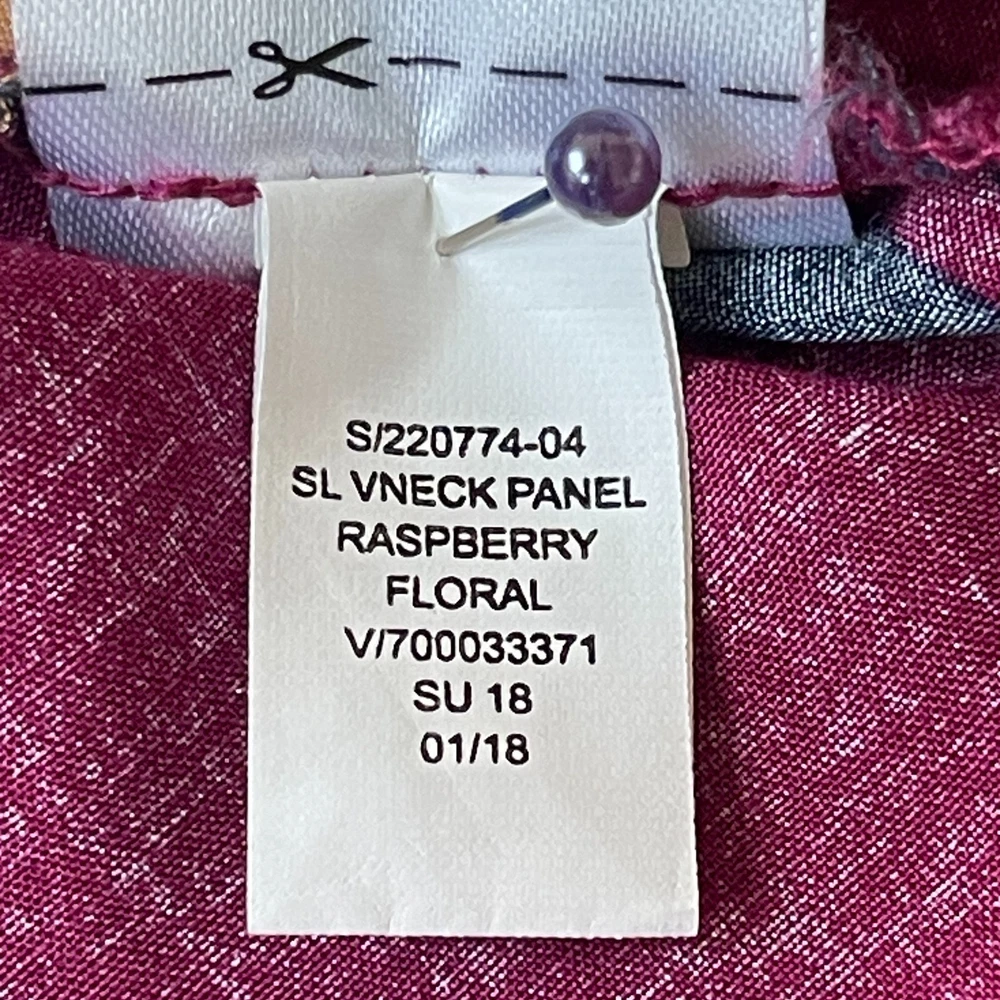 S/220774-04
SL VNECK PANEL
RASPBERRY
FLORAL
V/700033371
SU 18
01/18